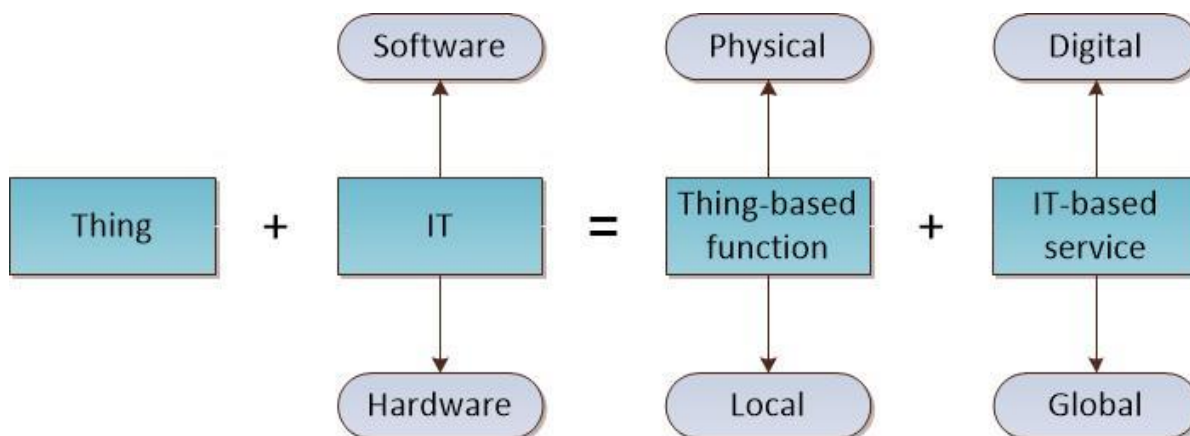 Software
Physical
Digital
Thing
+
IT
=
Thing-based
function
+
IT-based
service
Hardware
Local
Global